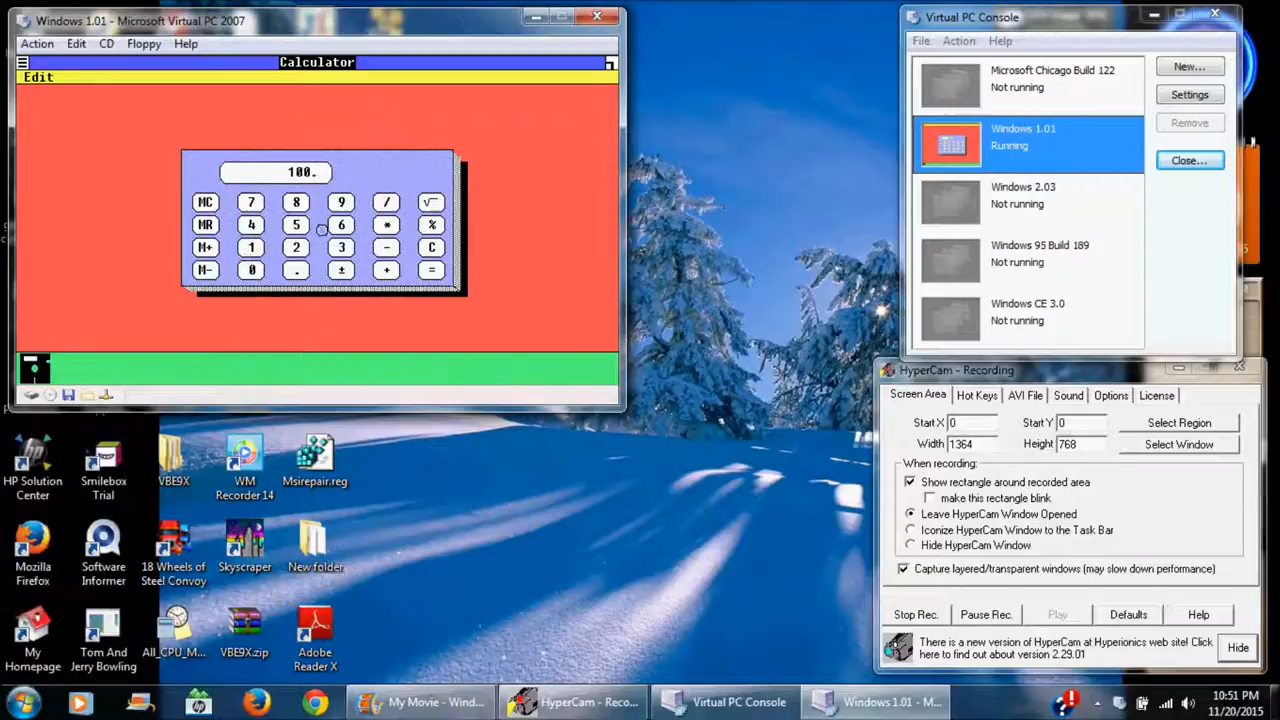 Windows 1.01 - Microsoft Virtual PC 2007
Action Edit CD Floppy Help
Calculator
Edit
100.
MC 7 8 9 / √
MR 4 5 6 * %
M+ 1 2 3 - C
M- 0 . ± + =
Virtual PC Console
File Action Help
Microsoft Chicago Build 122
Not running
Windows 1.01
Running
Windows 2.03
Not running
Windows 95 Build 189
Not running
Windows CE 3.0
Not running
New...
Settings
Remove
Close...
HyperCam - Recording
Screen Area Hot Keys AVI File Sound Options License
Start X 0 Start Y 0 Select Region
Width 1364 Height 768 Select Window
When recording:
Show rectangle around recorded area
make this rectangle blink
Leave HyperCam Window Opened
Iconize HyperCam Window to the Task Bar
Hide HyperCam Window
Capture layered/transparent windows (may slow down performance)
Stop Rec. Pause Rec. Play Defaults Help
There is a new version of HyperCam at Hyperionics web site! Click
here to find out about version 2.29.01
Hide
HP Solution
Center
Smilebox
Trial
VBE9X
WM
Recorder 14
Msirepair.reg
Mozilla
Firefox
Software
Informer
18 Wheels of
Steel Convoy
Skyscraper
New folder
My
Homepage
Tom And
Jerry Bowling
All_CPU_M...
VBE9X.zip
Adobe
Reader X
My Movie - Wind...
HyperCam - Reco...
Virtual PC Console
Windows 1.01 - M...
10:51 PM
11/20/2015